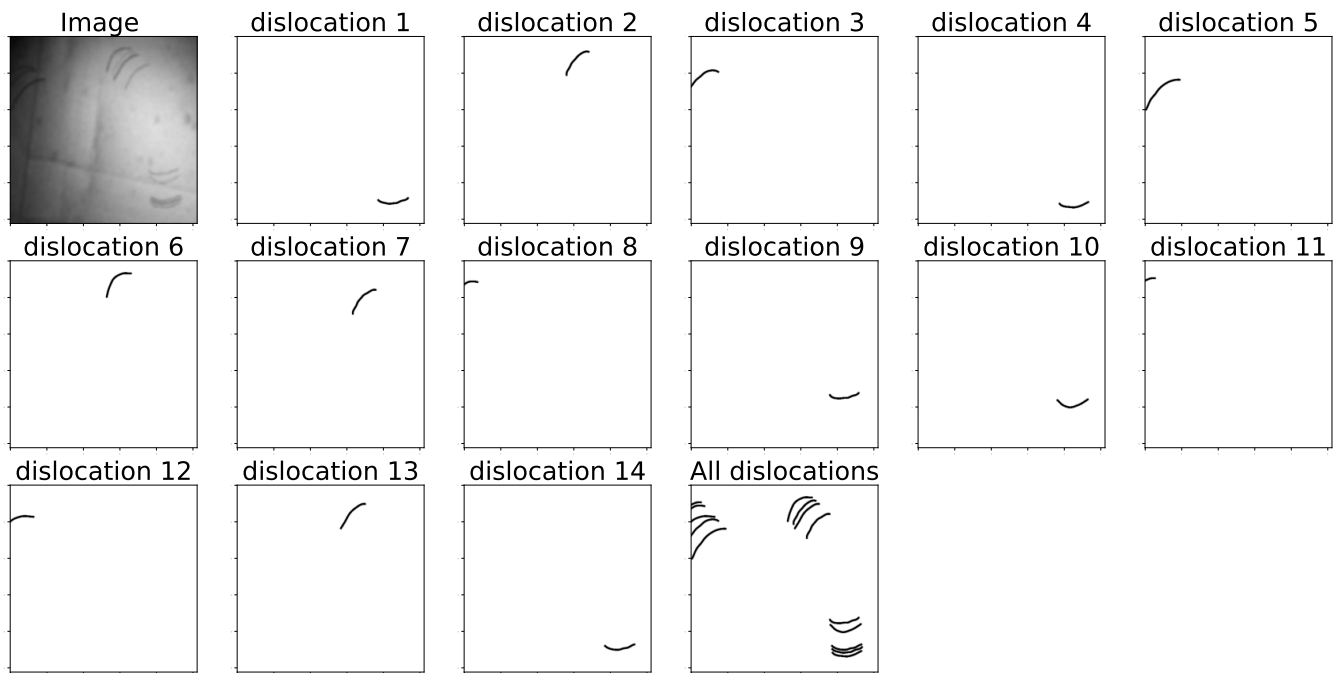 Image dislocation 1 dislocation 2 dislocation 3 dislocation 4 dislocation 5
dislocation 6 dislocation 7 dislocation 8 dislocation 9 dislocation 10 dislocation 11
dislocation 12 dislocation 13 dislocation 14 All dislocations